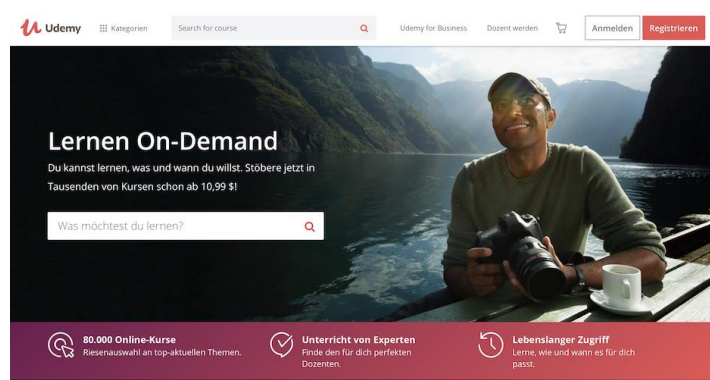 Udemy
Kategorien
Search for course
Udemy for Business
Dozent werden
Anmelden
Registrieren
Lernen On-Demand
Du kannst lernen, was und wann du willst. Stöbere jetzt in
Tausenden von Kursen schon ab 10,99 $!
Was möchtest du lernen?
80.000 Online-Kurse
Riesenauswahl an top-aktuellen Themen.
Unterricht von Experten
Finde den für dich perfekten
Dozenten.
Lebenslanger Zugriff
Lerne, wie und wann es für dich
passt.